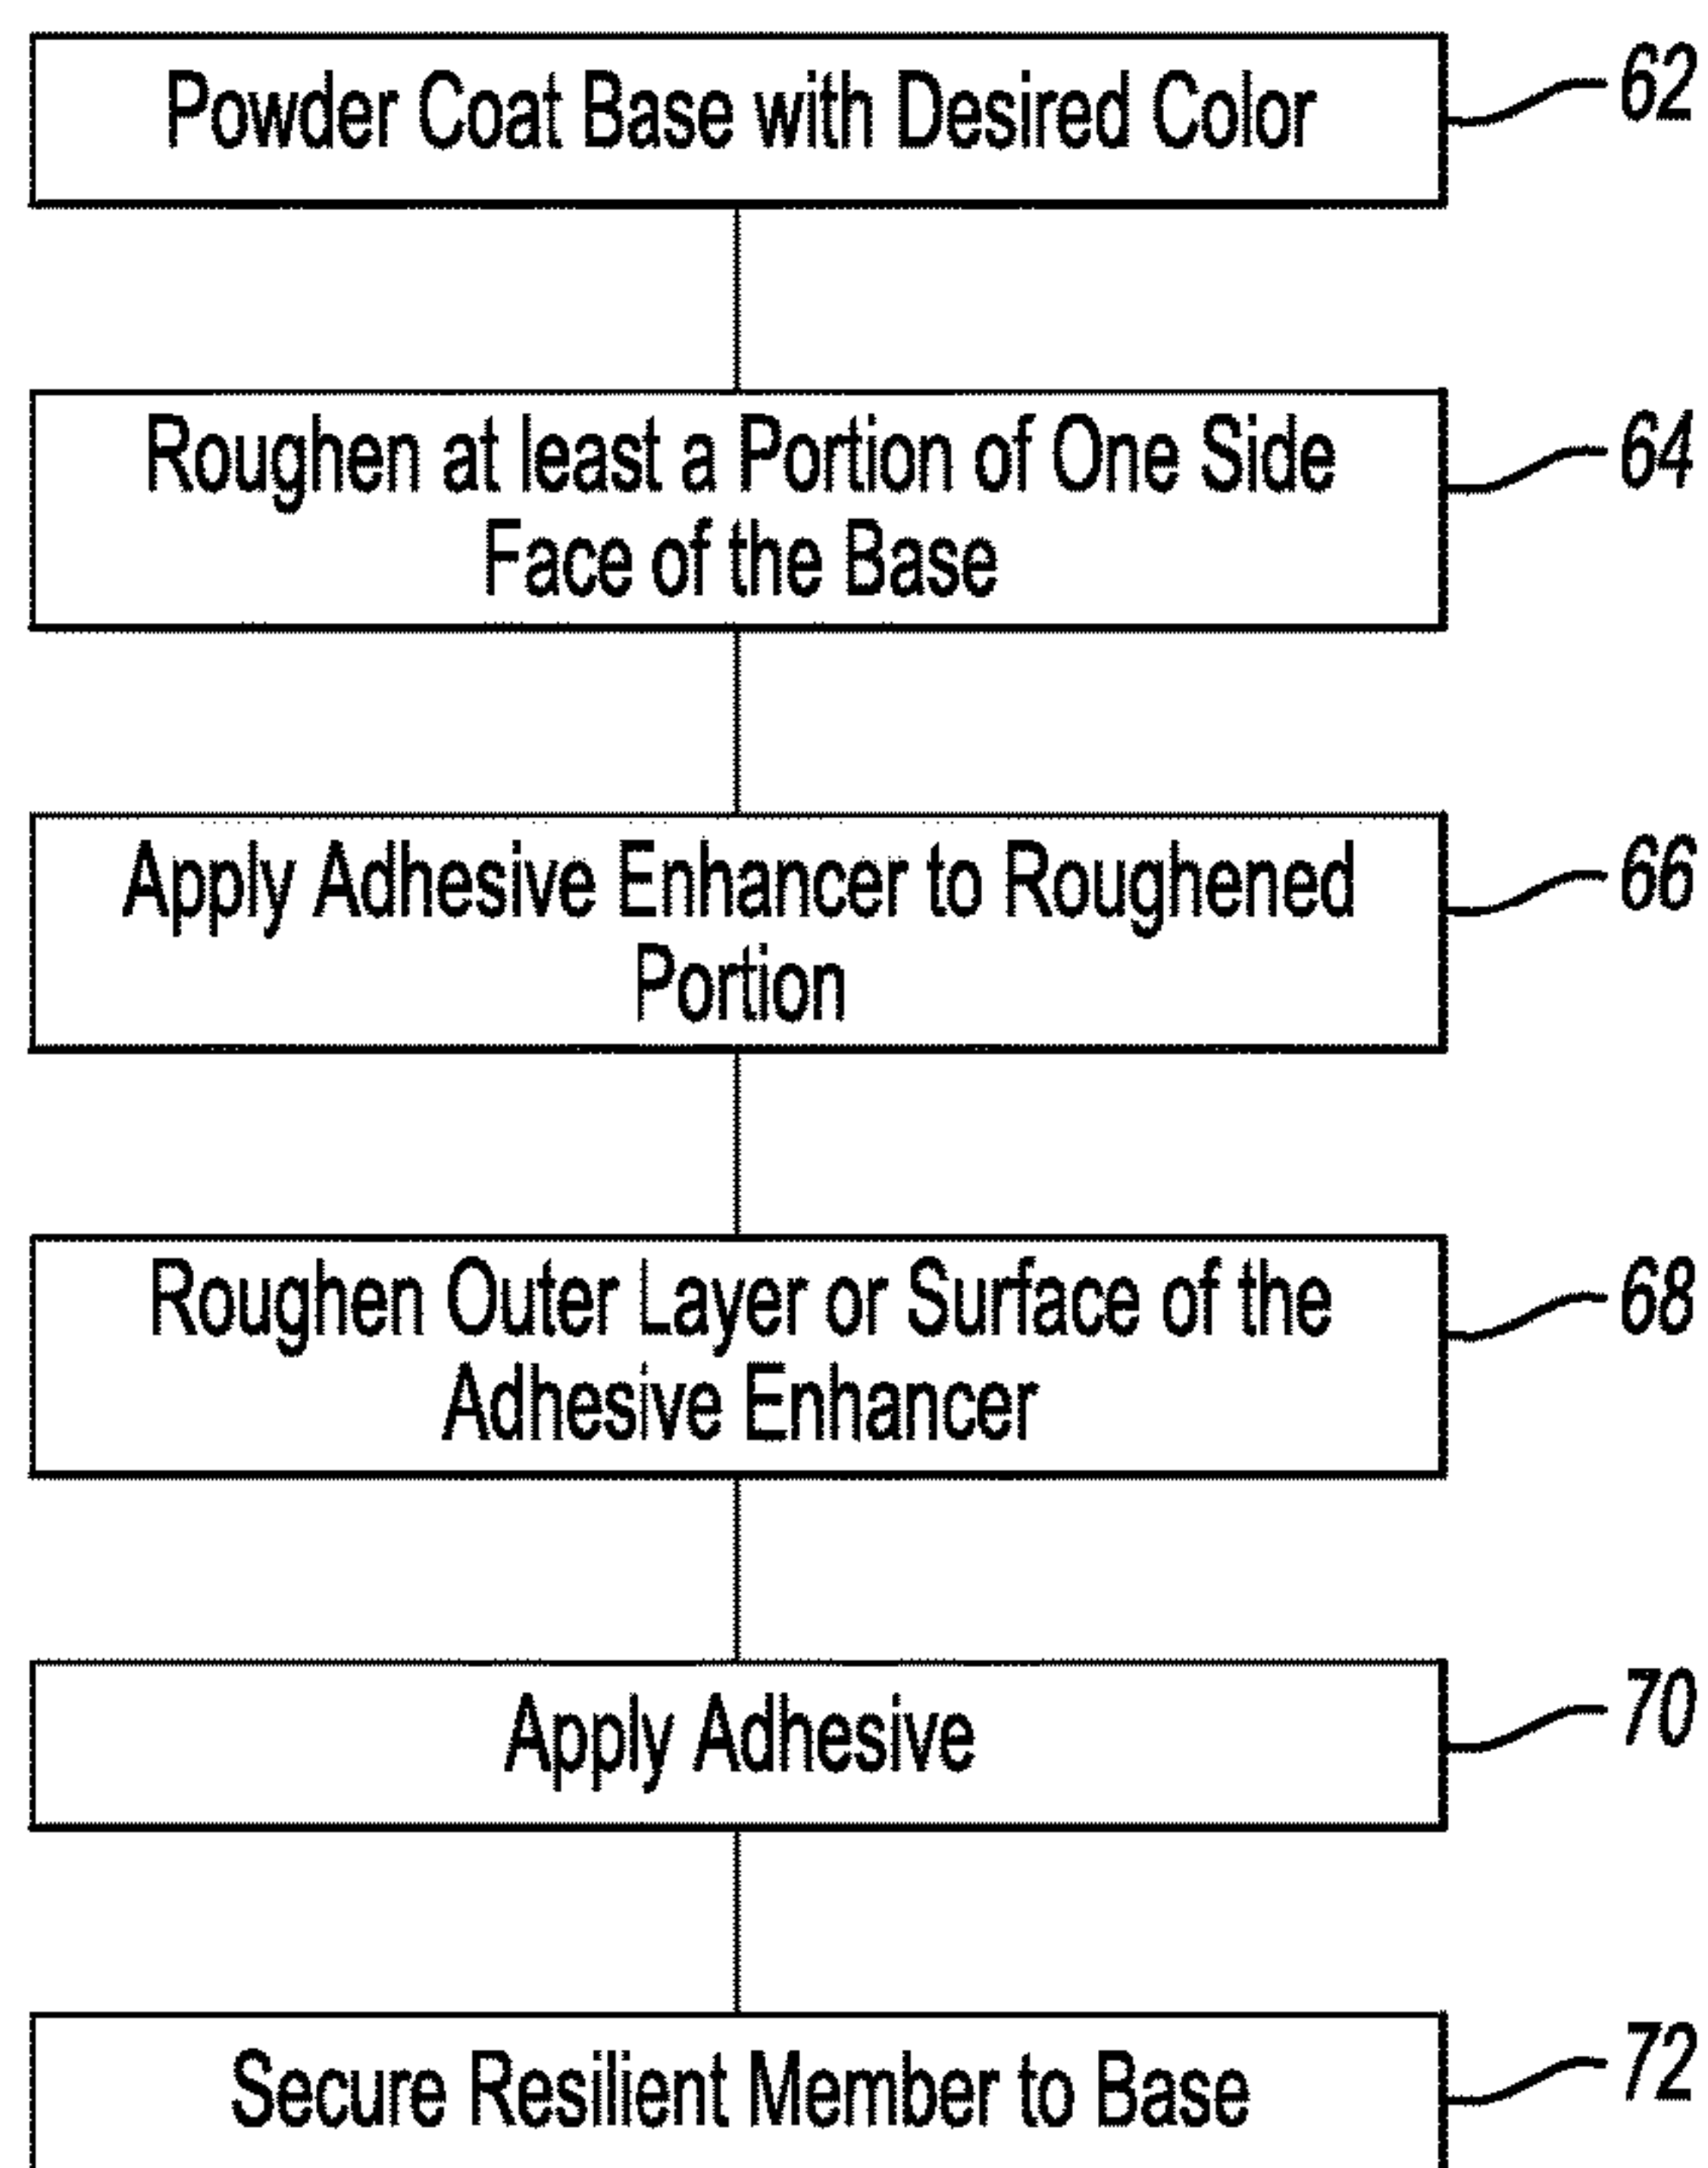 Powder Coat Base with Desired Color
62
Roughen at least a Portion of One Side
Face of the Base
64
Apply Adhesive Enhancer to Roughened
Portion
66
Roughen Outer Layer or Surface of the
Adhesive Enhancer
68
Apply Adhesive
70
Secure Resilient Member to Base
72